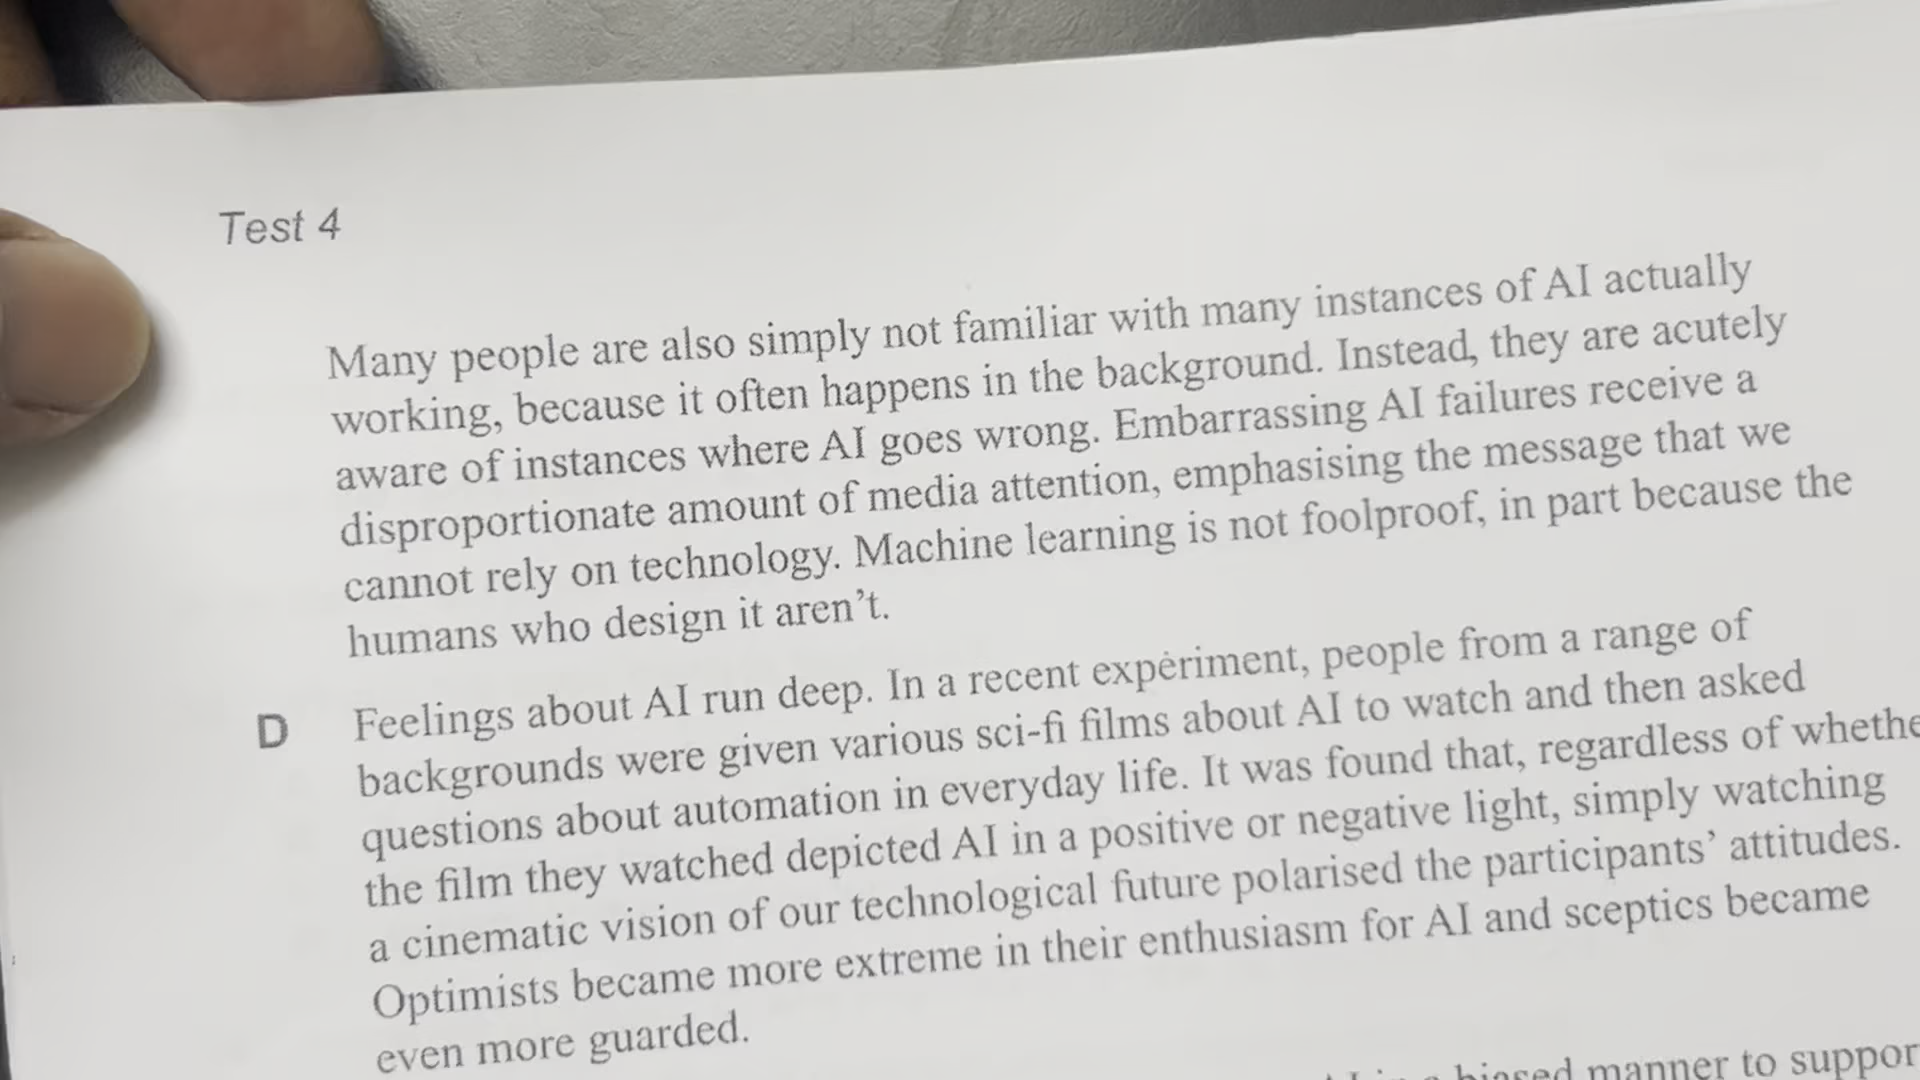 Test 4
Many people are also simply not familiar with many instances of AI actually
working, because it often happens in the background. Instead, they are acutely
aware of instances where AI goes wrong. Embarrassing AI failures receive a
disproportionate amount of media attention, emphasising the message that we
cannot rely on technology. Machine learning is not foolproof, in part because the
humans who design it aren't.
D Feelings about AI run deep. In a recent experiment, people from a range of
backgrounds were given various sci-fi films about AI to watch and then asked
questions about automation in everyday life. It was found that, regardless of
the film they watched depicted AI in a positive or negative light, simply watching
a cinematic vision of our technological future polarised the participants' attitudes.
Optimists became more extreme in their enthusiasm for AI and sceptics became
even more guarded.
in a biased manner to